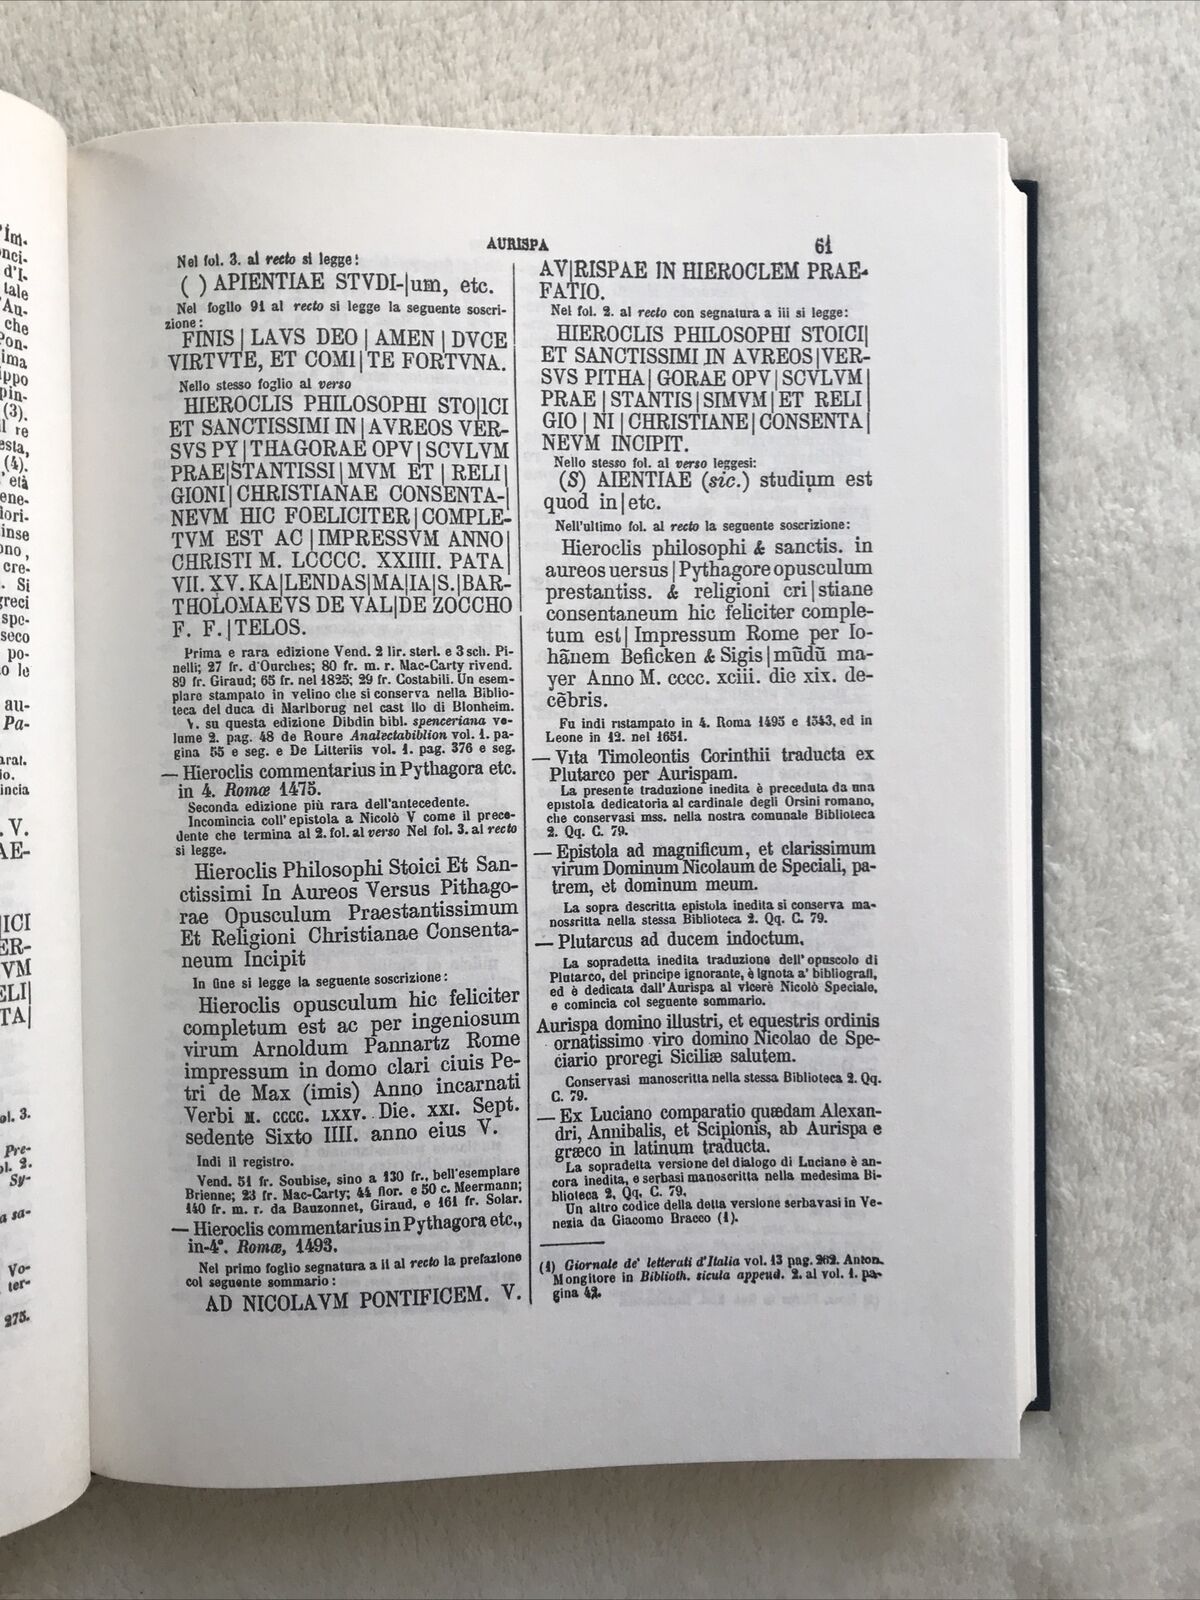 AURISPA 61
Nel fol. 3. al recto si legge:
( ) APIENTIAE STVDI-|um, etc.
Nel foglio 91 al recto si legge la seguente soscri-
zione:
FINIS | LAVS DEO | AMEN | DVCE
VIRTVTE, ET COMI | TE FORTVNA.
Nello stesso foglio al verso
HIEROCLIS PHILOSOPHI STO|ICI
ET SANCTISSIMI IN | AVREOS VER-
SVS PY | THAGORAE OPV | SCVLVM
PRAE|STANTISSI | MVM ET | RELI |
GIONI | CHRISTIANAE CONSENTA-|
NEVM HIC FOELICITER | COMPLE-
TVM EST AC | IMPRESSVM ANNO |
CHRISTI M. LCCCC. XXIIII. PATA |
VII. XV. KA|LENDAS|MA|IA|S.|BAR-
THOLOMAEVS DE VAL|DE ZOCCHO
F. F.|TELOS.
Prima e rara edizione Vend. 2 lir. sterl. e 3 sch. Pi-
nelli; 27 fr. d'Ourches; 80 fr. m. r. Mac-Carty rivend.
89 fr. Giraud; 65 fr. nel 1825; 29 fr. Costabili. Un esem-
plare stampato in velino che si conserva nella Biblio-
teca del duca di Marlborug nel cast llo di Blonheim.
V. su questa edizione Dibdin bibl. spenceriana vo-
lume 2. pag. 48 de Roure Analectabiblion vol. 1. pa-
gina 55 e seg. e De Litteriis vol. 1. pag. 376 e seg.
— Hieroclis commentarius in Pythagora etc.
in 4. Romæ 1475.
Seconda edizione più rara dell'antecedente.
Incomincia coll'epistola a Nicolò V come il prece-
dente che termina al 2. fol. al verso Nel fol. 3. al recto
si legge.
Hieroclis Philosophi Stoici Et San-
ctissimi In Aureos Versus Pithago-
rae Opusculum Praestantissimum
Et Religioni Christianae Consenta-
neum Incipit
In fine si legge la seguente soscrizione:
Hieroclis opusculum hic feliciter
completum est ac per ingeniosum
virum Arnoldum Pannartz Rome
impressum in domo clari ciuis Pe-
tri de Max (imis) Anno incarnati
Verbi M. CCCC. LXXV. Die. XXI. Sept.
sedente Sixto IIII. anno eius V.
Indi il registro.
Vend. 51 fr. Soubise, sino a 130 fr., bell'esemplare
Brienne; 23 fr. Mac-Carty; 44 flor. e 50 c. Meermann;
140 fr. m. r. da Bauzonnet, Giraud, e 161 fr. Solar.
— Hieroclis commentarius in Pythagora etc.,
in-4°. Romæ, 1493.
Nel primo foglio segnatura a ii al recto la prefazione
col seguente sommario:
AD NICOLAVM PONTIFICEM. V.
AV|RISPAE IN HIEROCLEM PRAE-
FATIO.
Nel fol. 2. al recto con segnatura a iii si legge:
HIEROCLIS PHILOSOPHI STOICI|
ET SANCTISSIMI IN AVREOS|VER-
SVS PITHA|GORAE OPV|SCVLVM|
PRAE|STANTIS|SIMVM|ET RELI|
GIO|NI|CHRISTIANE|CONSENTA|
NEVM INCIPIT.
Nello stesso fol. al verso leggesi:
(S) AIENTIAE (sic.) studium est
quod in|etc.
Nell'ultimo fol. al recto la seguente soscrizione:
Hieroclis philosophi & sanctis. in
aureos uersus | Pythagore opusculum
prestantiss. & religioni cri|stiane
consentaneum hic feliciter comple-
tum est | Impressum Rome per Io-
hãnem Beficken & Sigis | mũdũ ma-
yer Anno M. cccc. xciii. die xix. de-
cẽbris.
Fu indi ristampato in 4. Roma 1495 e 1543, ed in
Leone in 12. nel 1651.
— Vita Timoleontis Corinthii traducta ex
Plutarco per Aurispam.
La presente traduzione inedita è preceduta da una
epistola dedicatoria al cardinale degli Orsini romano,
che conservasi mss. nella nostra comunale Biblioteca
2. Qq. C. 79.
— Epistola ad magnificum, et clarissimum
virum Dominum Nicolaum de Speciali, pa-
trem, et dominum meum.
La sopra descritta epistola inedita si conserva ma-
nossritta nella stessa Biblioteca 2. Qq. C. 79.
— Plutarcus ad ducem indoctum.
La sopradetta inedita traduzione dell'opuscolo di
Plutarco, del principe ignorante, è ignota a' bibliografi,
ed è dedicata dall'Aurispa al vicerè Nicolò Speciale,
e comincia col seguente sommario.
Aurispa domino illustri, et equestris ordinis
ornatissimo viro domino Nicolao de Spe-
ciario proregi Siciliæ salutem.
Conservasi manoscritta nella stessa Biblioteca 2. Qq.
C. 79.
— Ex Luciano comparatio quædam Alexan-
dri, Annibalis, et Scipionis, ab Aurispa e
græco in latinum traducta.
La sopradetta versione del dialogo di Luciano è an-
cora inedita, e serbasi manoscritta nella medesima Bi-
blioteca 2. Qq. C. 79.
Un altro codice della detta versione serbavasi in Ve-
nezia da Giacomo Bracco (1).
(1) Giornale de' letterati d'Italia vol. 13 pag. 262. Anton.
Mongitore in Biblioth. sicula append. 2. al vol. 1. pa-
gina 42.